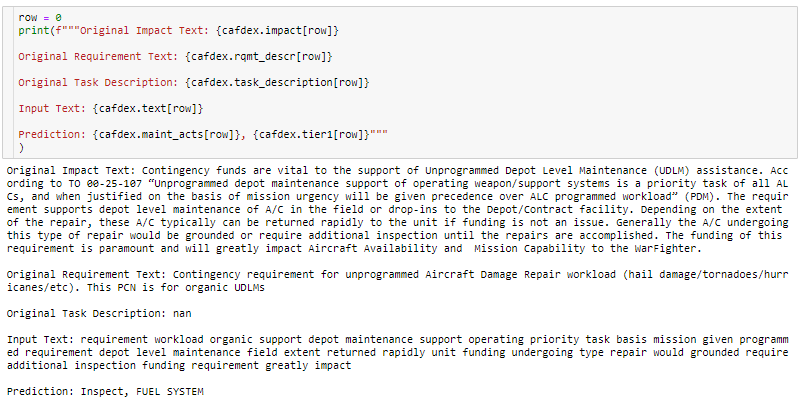 row = 0
print(f"""Original Impact Text: {cafdex.impact[row]}
Original Requirement Text: {cafdex.rqmt_descr[row]}
Original Task Description: {cafdex.task_description[row]}
Input Text: {cafdex.text[row]}
Prediction: {cafdex.maint_acts[row]}, {cafdex.tier1[row]}"""
)
Original Impact Text: Contingency funds are vital to the support of Unprogrammed Depot Level Maintenance (UDLM) assistance. Acc
ording to TO 00-25-107 “Unprogrammed depot maintenance support of operating weapon/support systems is a priority task of all AL
Cs, and when justified on the basis of mission urgency will be given precedence over ALC programmed workload” (PDM). The requir
ement supports depot level maintenance of A/C in the field or drop-ins to the Depot/Contract facility. Depending on the extent
of the repair, these A/C typically can be returned rapidly to the unit if funding is not an issue. Generally the A/C undergoing
this type of repair would be grounded or require additional inspection until the repairs are accomplished. The funding of this
requirement is paramount and will greatly impact Aircraft Availability and  Mission Capability to the WarFighter.
Original Requirement Text: Contingency requirement for unprogrammed Aircraft Damage Repair workload (hail damage/tornadoes/hurr
icanes/etc). This PCN is for organic UDLMs
Original Task Description: nan
Input Text: requirement workload organic support depot maintenance support operating priority task basis mission given programm
ed requirement depot level maintenance field extent returned rapidly unit funding undergoing type repair would grounded require
additional inspection funding requirement greatly impact
Prediction: Inspect, FUEL SYSTEM